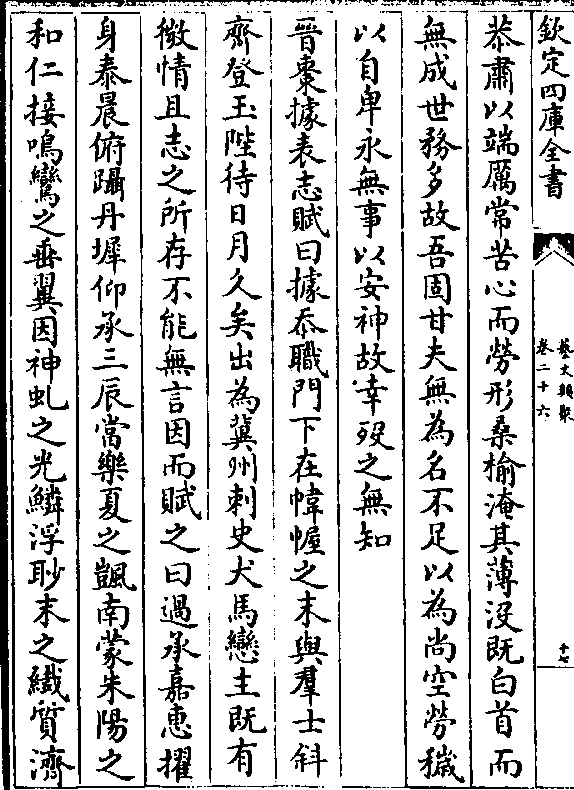 欽定四庫全書
藝文類聚
卷二十六
十七
恭肅以端厲常苦心而勞形桑榆淹其薄沒既白首而
無成世務多故吾固甘夫無為名不足以為尚空勞穢
以自卑永無事以安神故幸歿之無知
晉棗據表志賦曰據忝職門下在幃幄之末與羣士斜
齊登玉陛待日月久矣出為冀州刺史犬馬戀主既有
微情且志之所存不能無言因而賦之曰過承嘉惠擢
身泰晨俯躡丹墀仰承三辰當樂夏之颽南蒙朱陽之
和仁接鳴鸞之垂翼因神虬之光鱗浮眇末之纎質濟